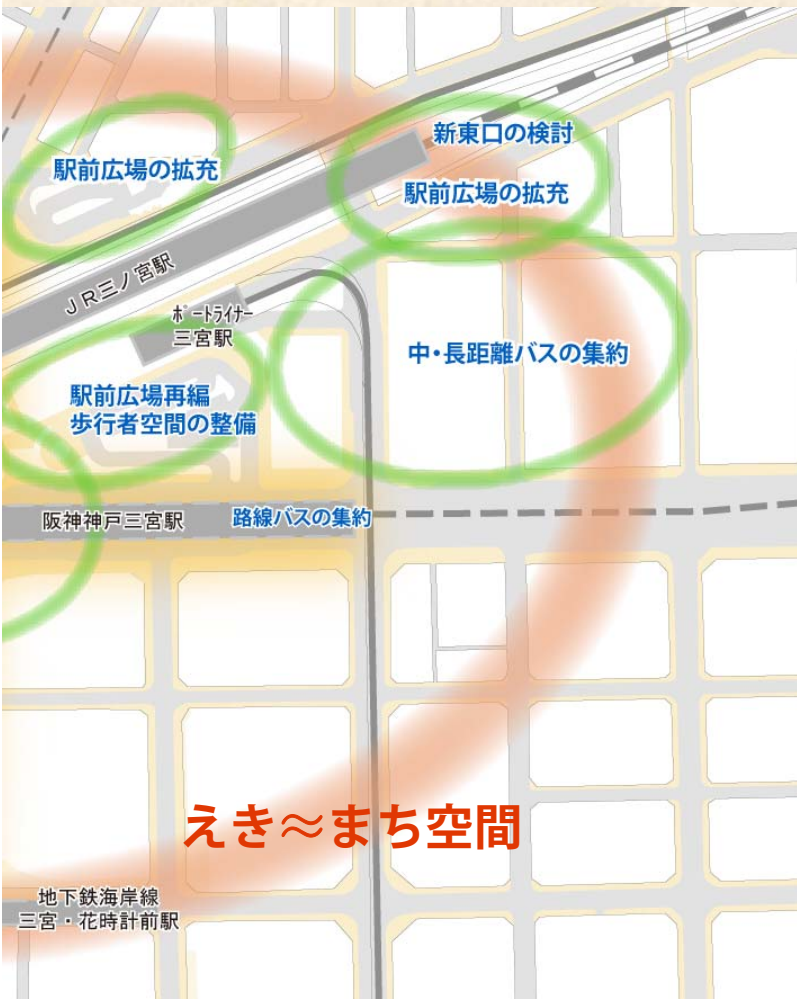 新東口の検討
駅前広場の拡充
駅前広場の拡充
JR三ノ宮駅
ポートライナー
三宮駅
中・長距離バスの集約
駅前広場再編
歩行者空間の整備
阪神神戸三宮駅
路線バスの集約
えき≈まち空間
地下鉄海岸線
三宮・花時計前駅